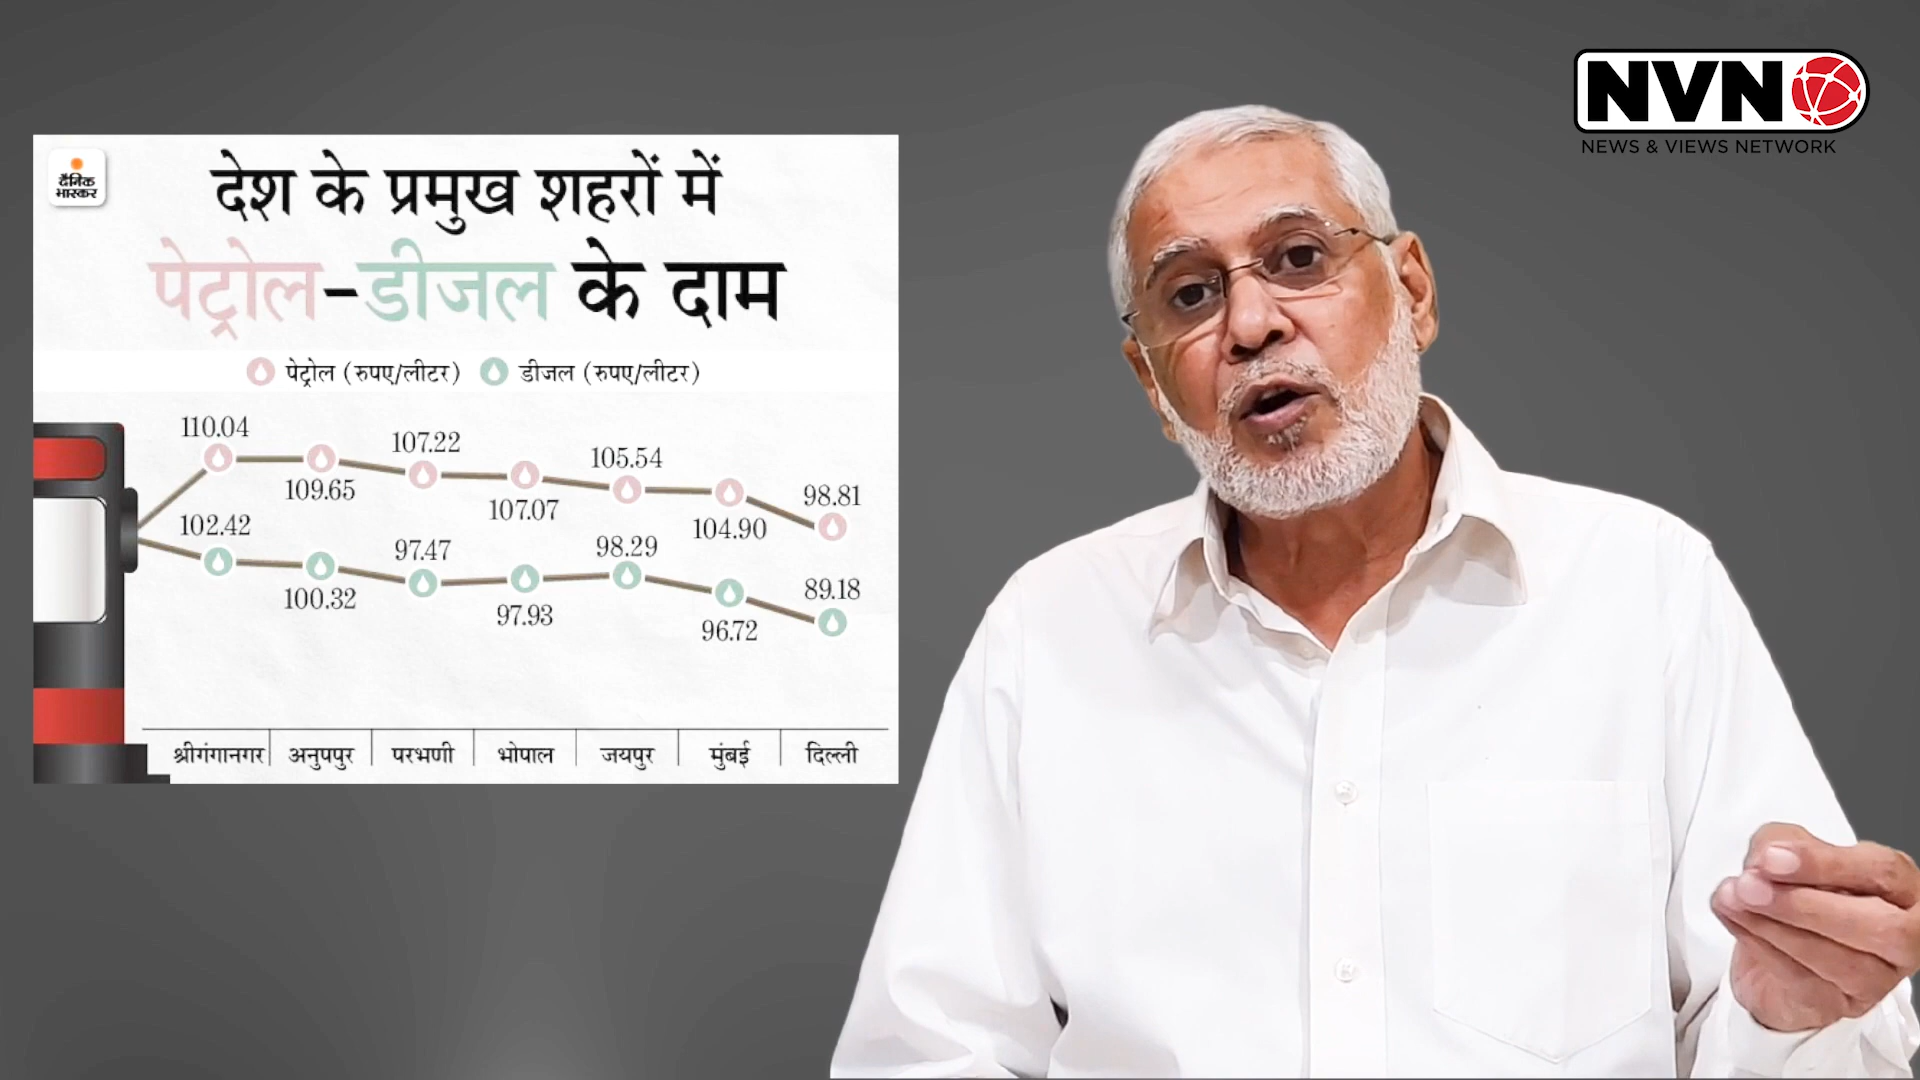 दैनिक
भास्कर
देश के प्रमुख शहरों में
पेट्रोल-डीजल के दाम
पेट्रोल (रुपए/लीटर) डीजल (रुपए/लीटर)
110.04 109.65 107.22 107.07 105.54 104.90 98.81
102.42 100.32 97.47 97.93 98.29 96.72 89.18
श्रीगंगानगर अनुपपुर परभणी भोपाल जयपुर मुंबई दिल्ली
NVN
NEWS & VIEWS NETWORK